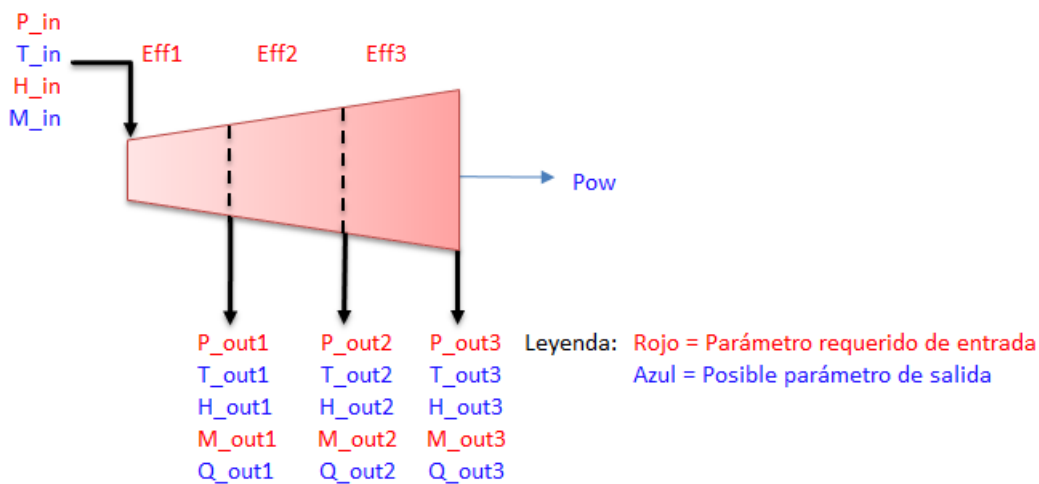 P_in
T_in
H_in
M_in
Eff1 Eff2 Eff3
Pow
P_out1 P_out2 P_out3 Leyenda: Rojo = Parámetro requerido de entrada
T_out1 T_out2 T_out3 Azul = Posible parámetro de salida
H_out1 H_out2 H_out3
M_out1 M_out2 M_out3
Q_out1 Q_out2 Q_out3